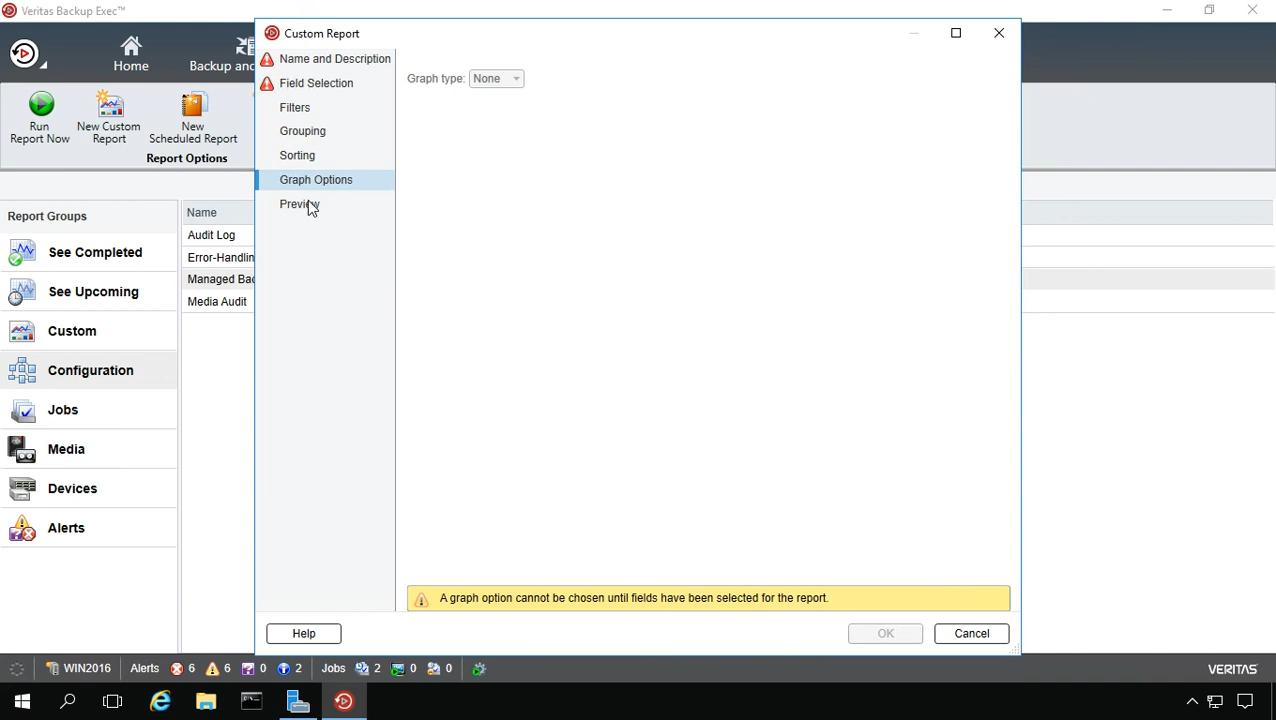 Veritas Backup Exec™
Custom Report
Home
Backup and
Run
Report Now
New Custom
Report
New
Scheduled Report
Report Options
Name and Description
Field Selection
Filters
Grouping
Sorting
Graph Options
Preview
Graph type: None
Report Groups
See Completed
See Upcoming
Custom
Configuration
Jobs
Media
Devices
Alerts
Name
Audit Log
Error-Handlin
Managed Bac
Media Audit
A graph option cannot be chosen until fields have been selected for the report.
Help
OK
Cancel
WIN2016 Alerts 6 6 0 2 Jobs 2 0 0
VERITAS